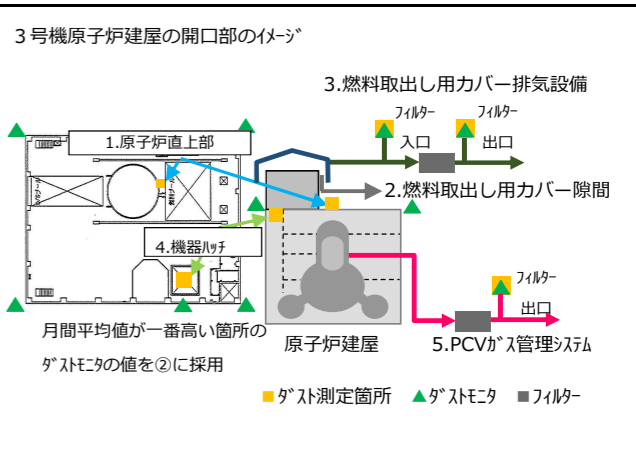 ３号機原子炉建屋の開口部のｲﾒｰｼﾞ
3.燃料取出し用カバー排気設備
ﾌｨﾙﾀｰ
ﾌｨﾙﾀｰ
1.原子炉直上部
入口
出口
2.燃料取出し用カバー隙間
4.機器ﾊｯﾁ
ﾌｨﾙﾀｰ
出口
月間平均値が一番高い箇所の
ﾀﾞｽﾄﾓﾆﾀの値を②に採用
原子炉建屋
5.PCVｶﾞｽ管理ｼｽﾃﾑ
ﾀﾞｽﾄ測定箇所
ﾀﾞｽﾄﾓﾆﾀ
ﾌｨﾙﾀｰ